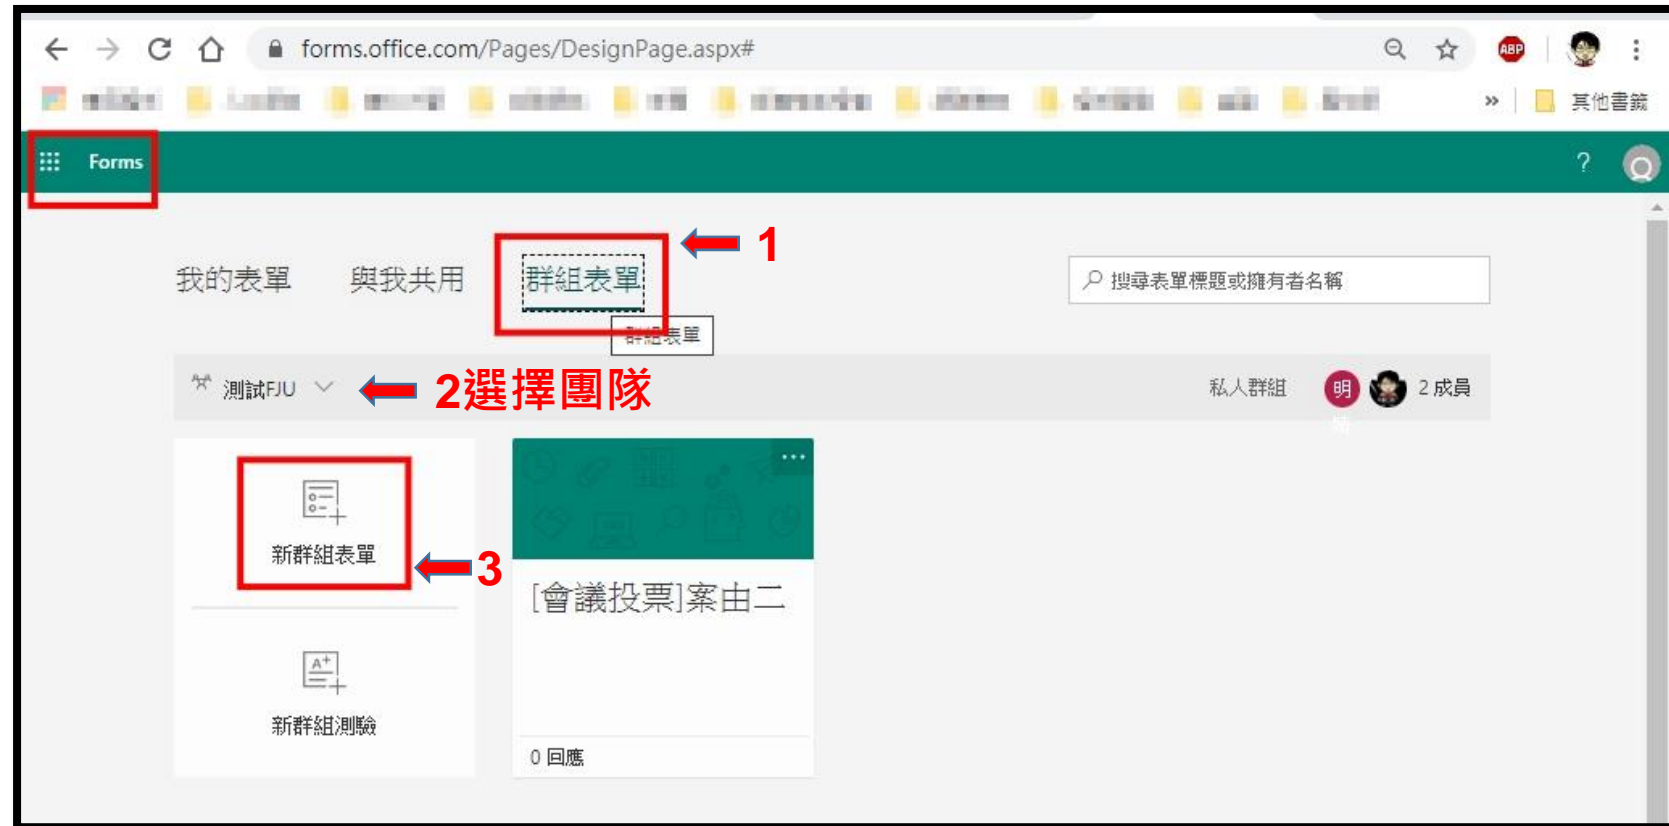 forms.office.com/Pages/DesignPage.aspx#
ABP
» 其他書籤
Forms
?
1
我的表單 與我共用 群組表單
搜尋表單標題或擁有者名稱
群組表單
測試FJU
2選擇團隊
私人群組 明 2 成員
新群組表單
3
[會議投票]案由二
A+
新群組測驗
0 回應